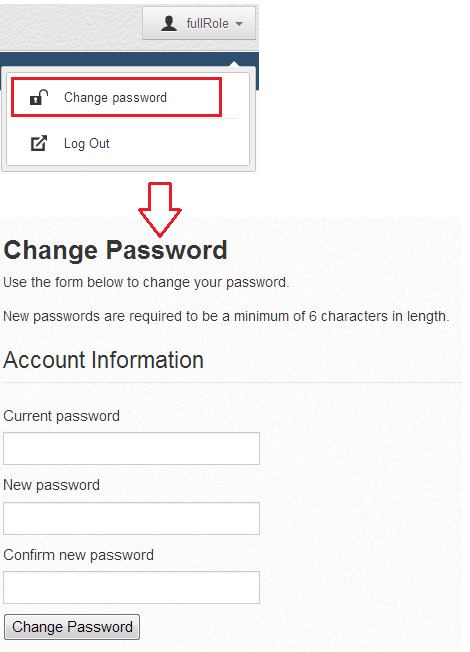 fullRole
Change password
Log Out
Change Password
Use the form below to change your password.
New passwords are required to be a minimum of 6 characters in length.
Account Information
Current password
New password
Confirm new password
Change Password